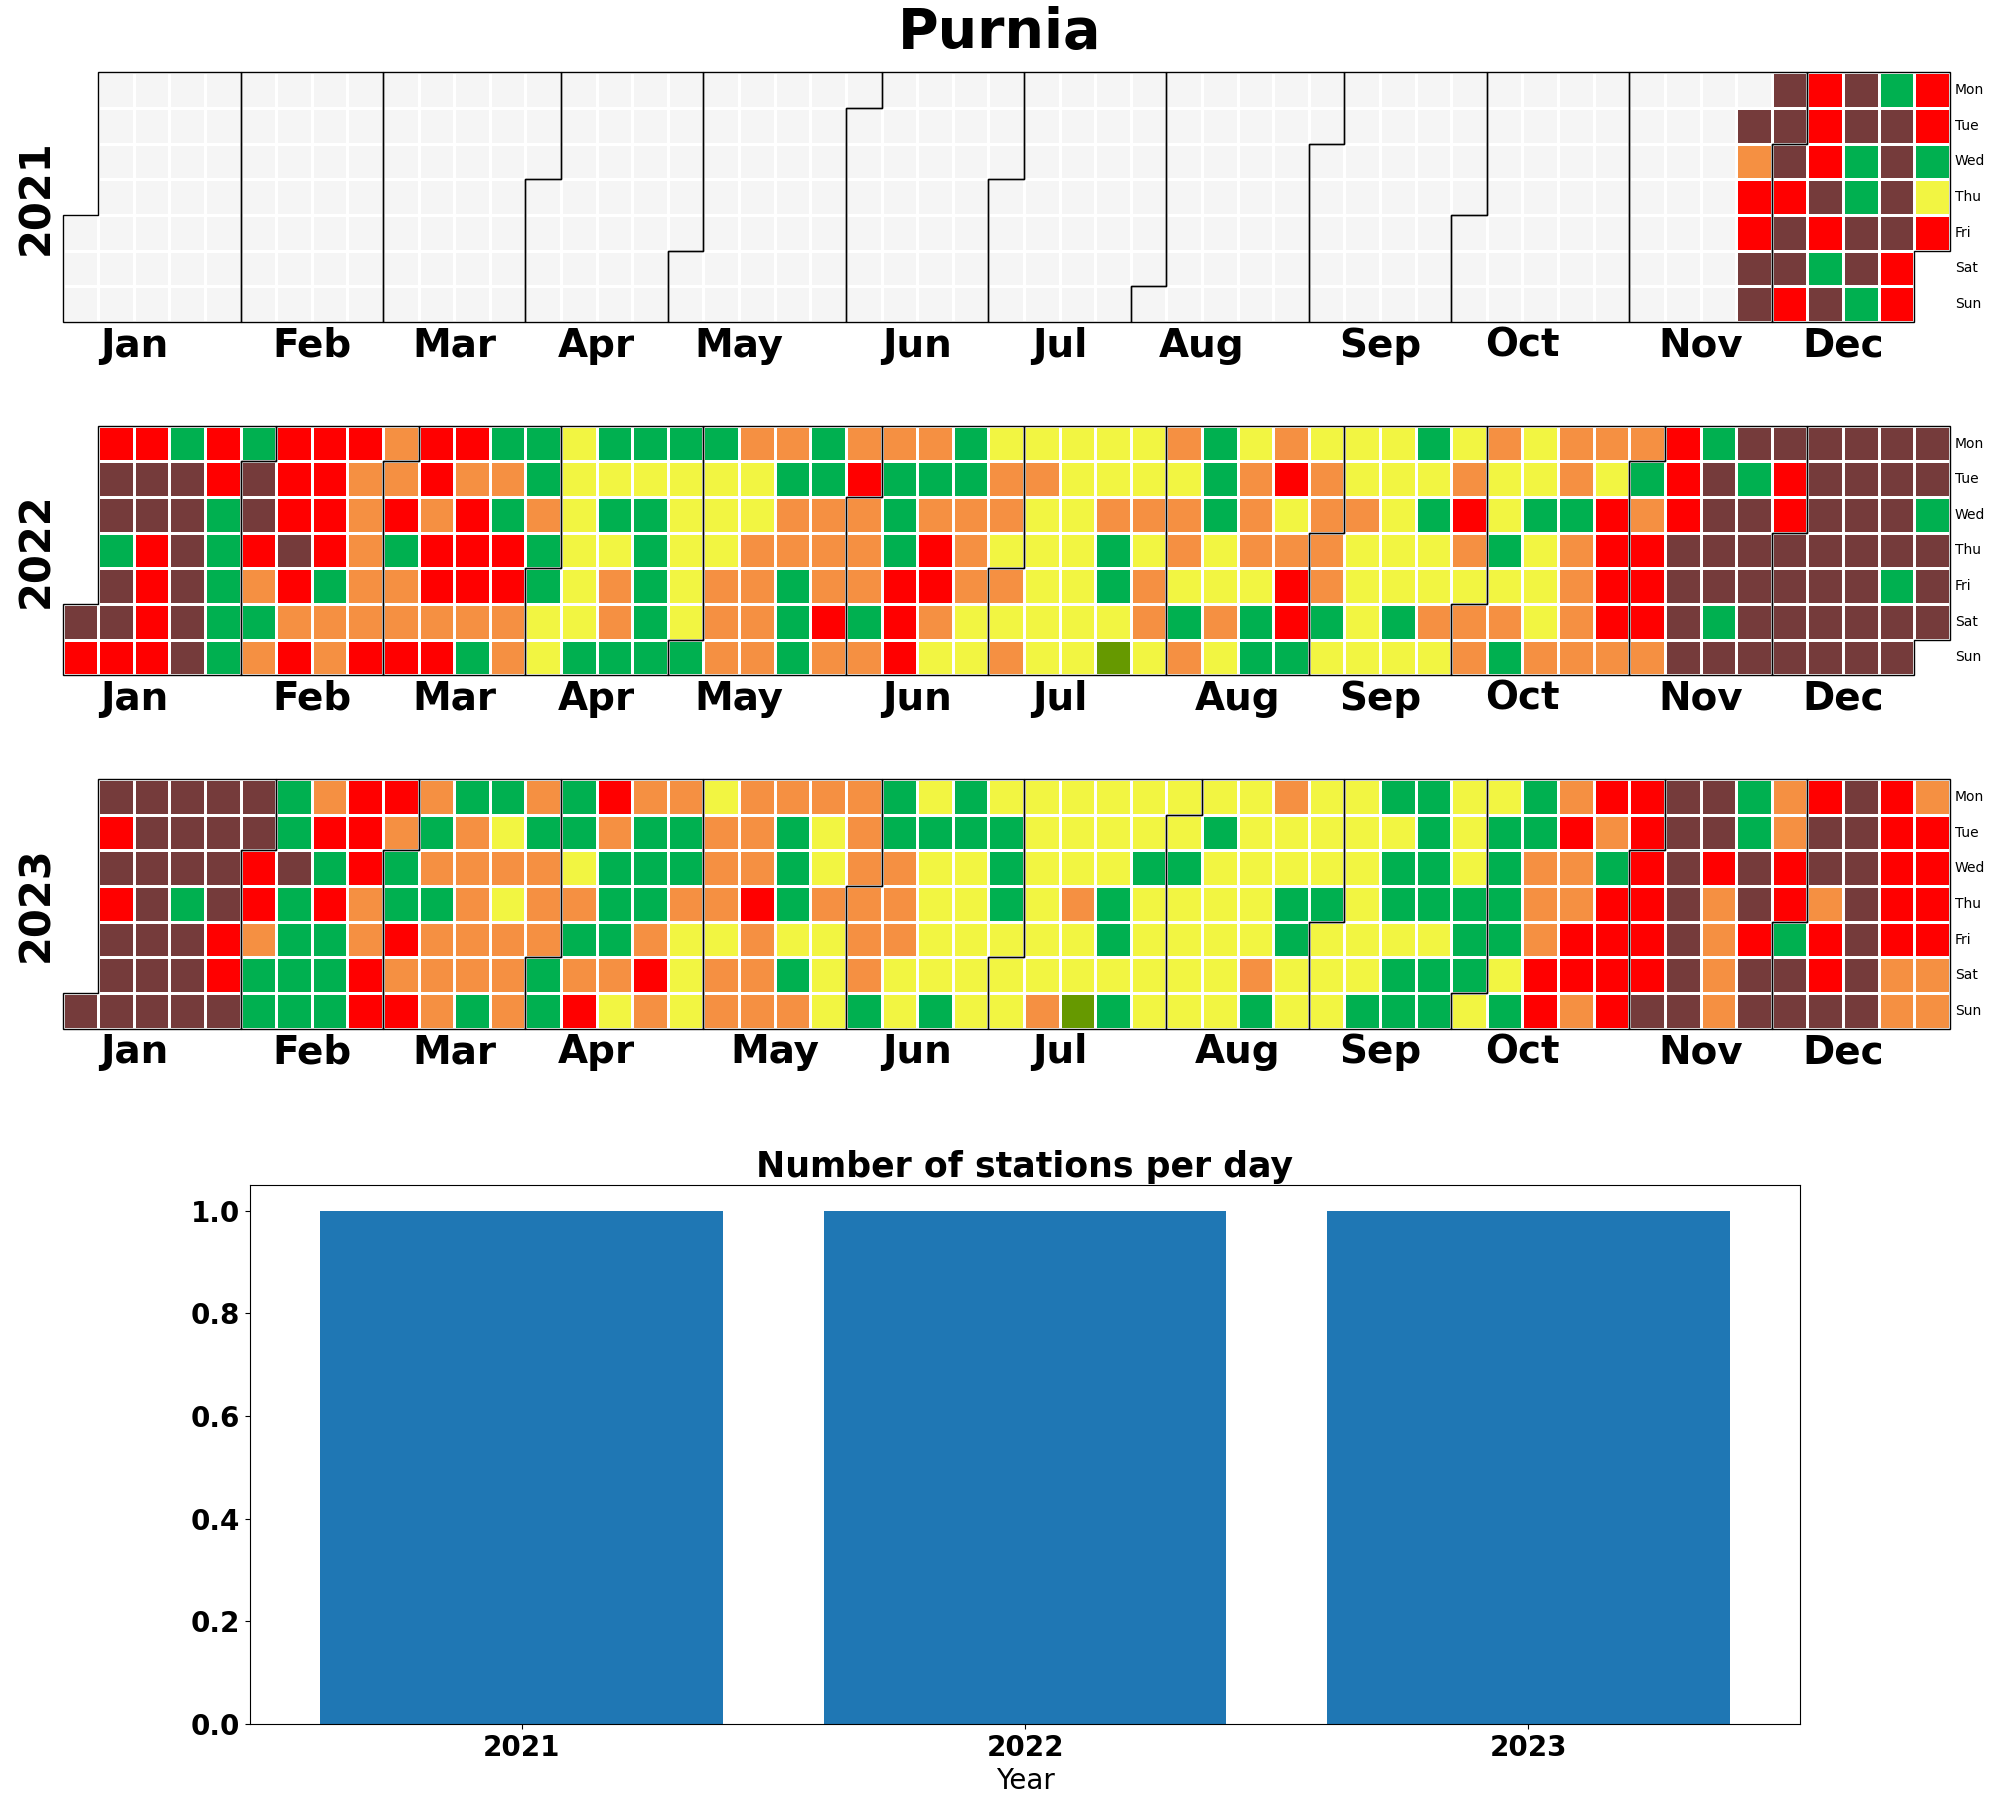 Purnia
2021
Mon
Tue
Wed
Thu
Fri
Sat
Sun
Jan Feb Mar Apr May Jun Jul Aug Sep Oct Nov Dec
2022
Mon
Tue
Wed
Thu
Fri
Sat
Sun
Jan Feb Mar Apr May Jun Jul Aug Sep Oct Nov Dec
2023
Mon
Tue
Wed
Thu
Fri
Sat
Sun
Jan Feb Mar Apr May Jun Jul Aug Sep Oct Nov Dec
Number of stations per day
1.0
0.8
0.6
0.4
0.2
0.0
2021 2022 2023
Year